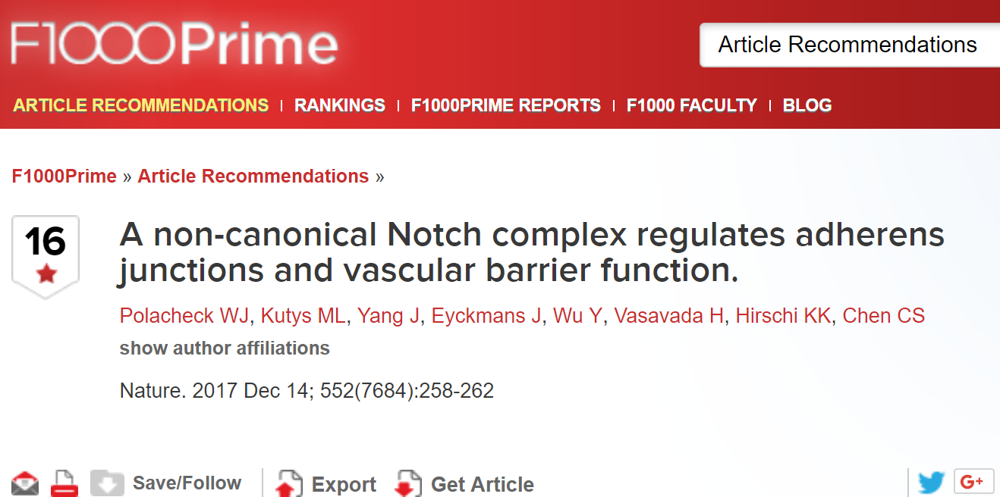 F1000Prime
Article Recommendations
ARTICLE RECOMMENDATIONS | RANKINGS | F1000PRIME REPORTS | F1000 FACULTY | BLOG
F1000Prime » Article Recommendations »
16
A non-canonical Notch complex regulates adherens
junctions and vascular barrier function.
Polacheck WJ, Kutys ML, Yang J, Eyckmans J, Wu Y, Vasavada H, Hirschi KK, Chen CS
show author affiliations
Nature. 2017 Dec 14; 552(7684):258-262
Save/Follow | Export Get Article | G+